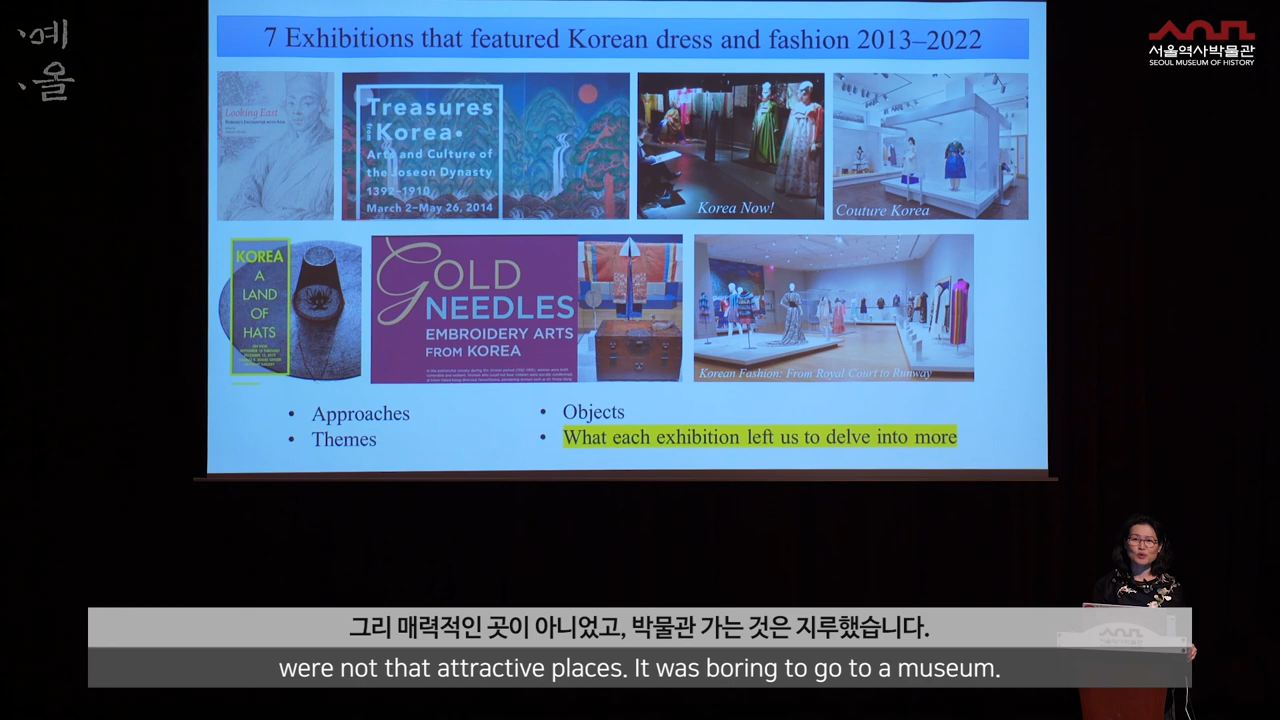 예올
서울역사박물관
SEOUL MUSEUM OF HISTORY
7 Exhibitions that featured Korean dress and fashion 2013–2022
Looking East
Treasures
from
Korea•
Arts and Culture of
the Joseon Dynasty
1392–1910
March 2–May 26, 2014
Korea Now!
Couture Korea
KOREA
A
LAND
OF
HATS
GOLD
NEEDLES
EMBROIDERY ARTS
FROM KOREA
Korean Fashion: From Royal Court to Runway
• Approaches
• Themes
• Objects
• What each exhibition left us to delve into more
그리 매력적인 곳이 아니었고, 박물관 가는 것은 지루했습니다.
were not that attractive places. It was boring to go to a museum.